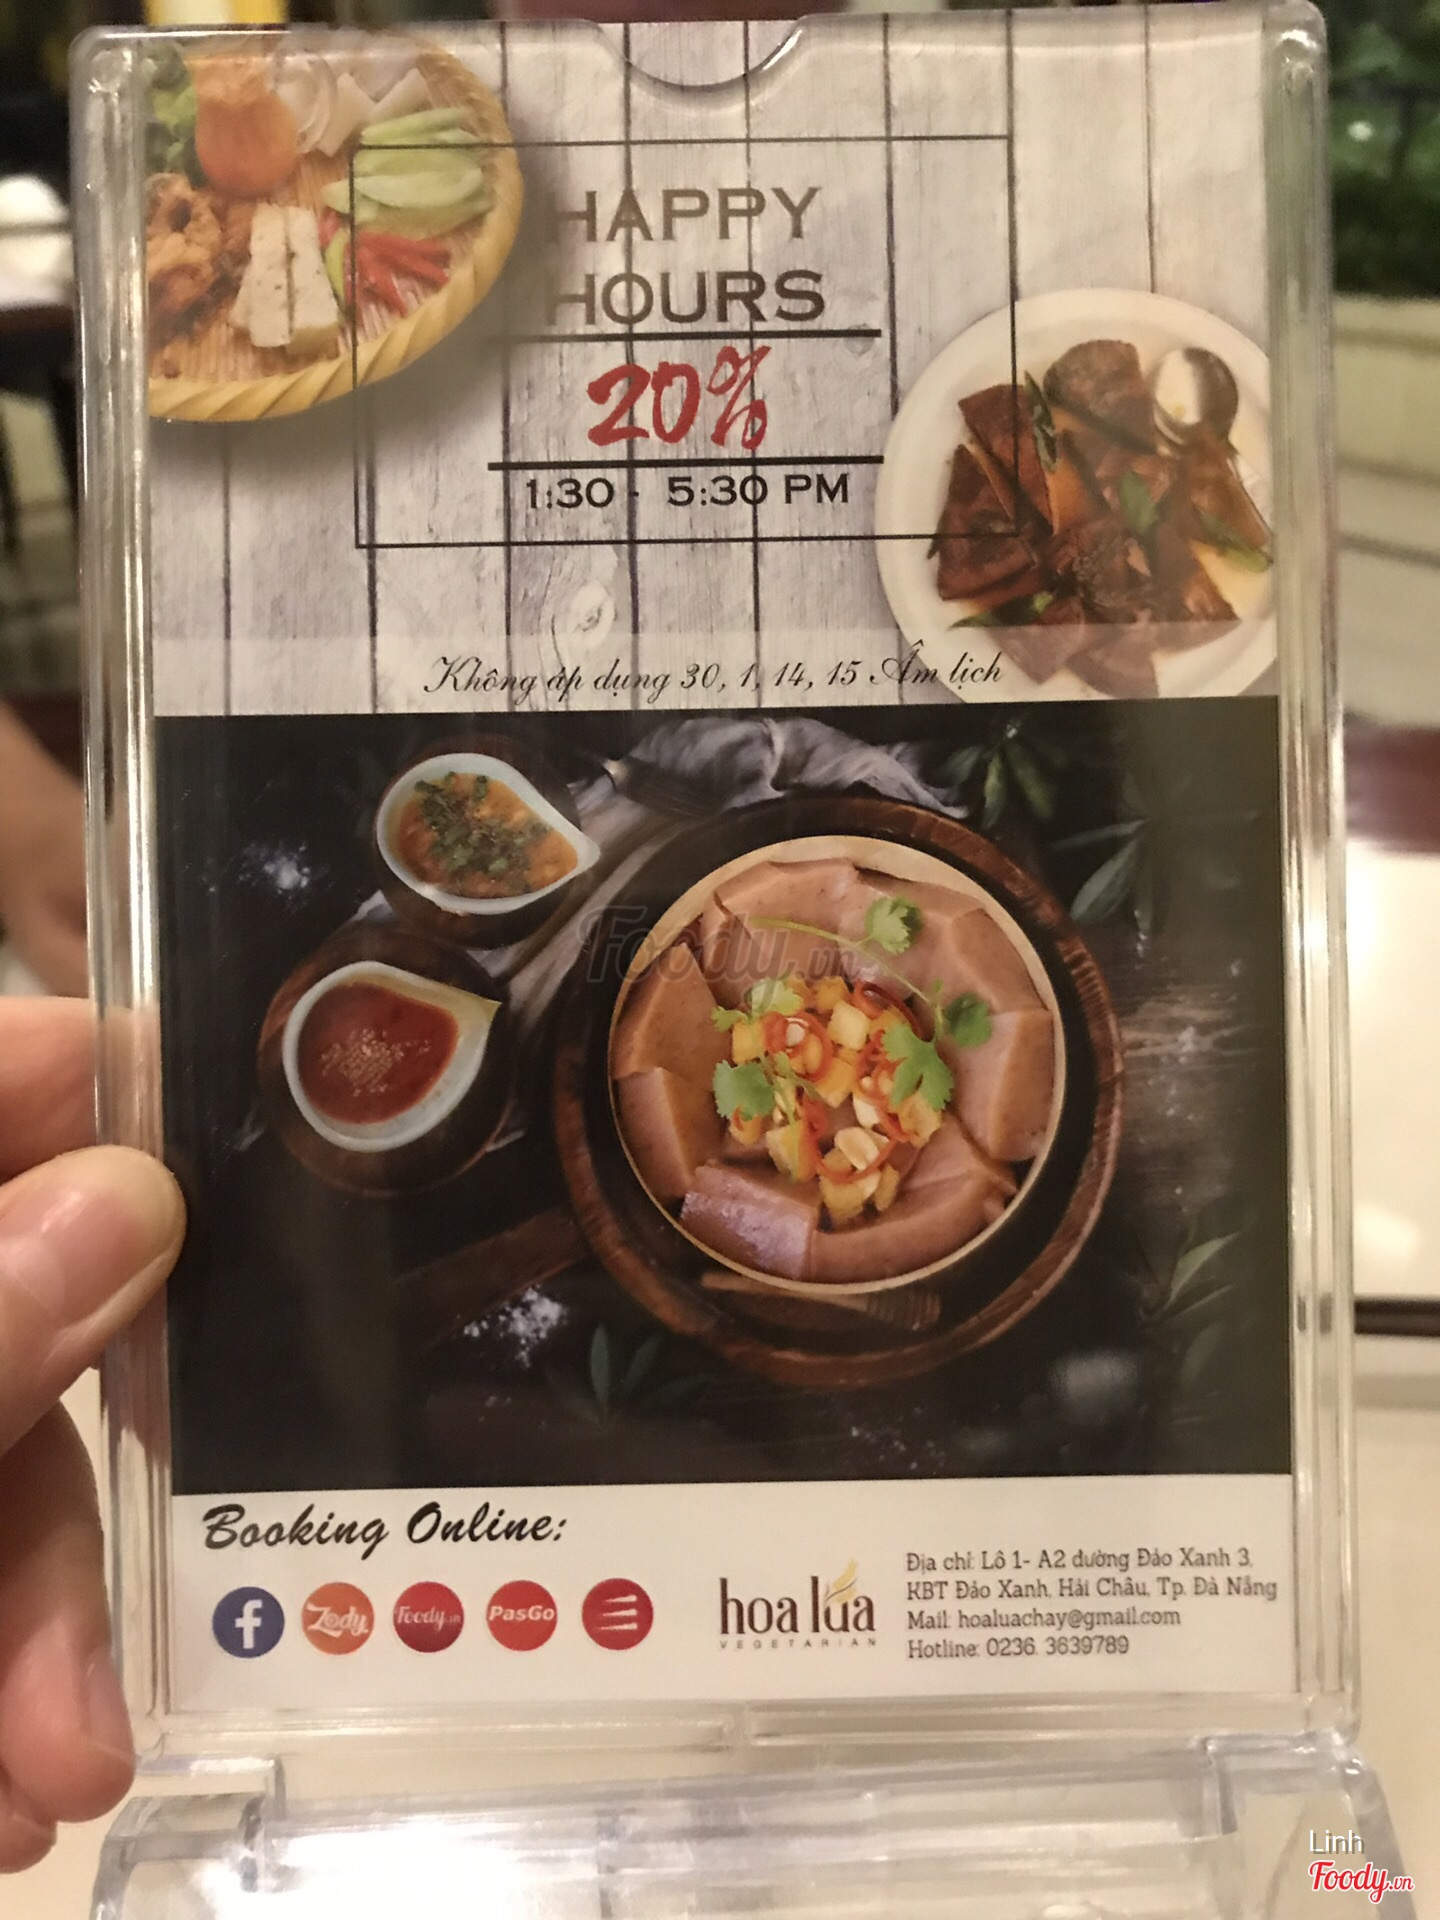 HAPPY
HOURS
20%
1:30 - 5:30 PM
Không áp dụng 30, 1, 14, 15 Âm lịch
Foody.vn
Booking Online:
f
Zody
Foody.vn
PasGo
hoa lúa
VEGETARIAN
Địa chỉ: Lô 1- A2 đường Đảo Xanh 3,
KBT Đảo Xanh, Hải Châu, Tp. Đà Nẵng
Mail: hoaluachay@gmail.com
Hotline: 0236. 3639789
Linh
Foody.vn